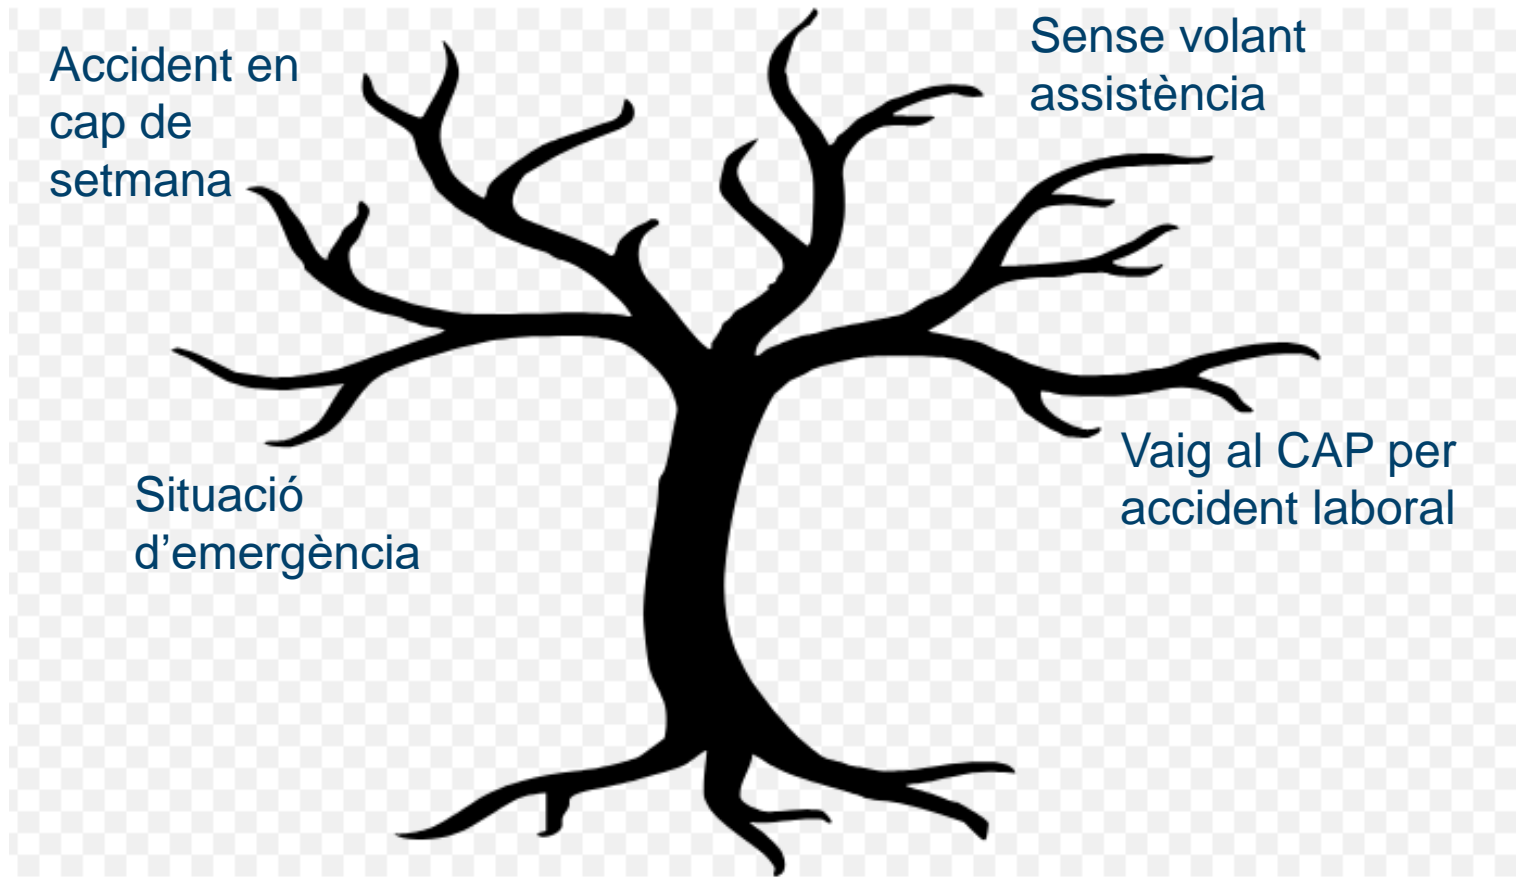 Accident en
cap de
setmana
Sense volant
assistència
Situació
d’emergència
Vaig al CAP per
accident laboral